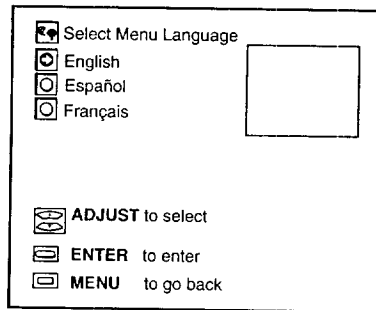 Select Menu Language
English
Español
Français
ADJUST to select
ENTER to enter
MENU to go back